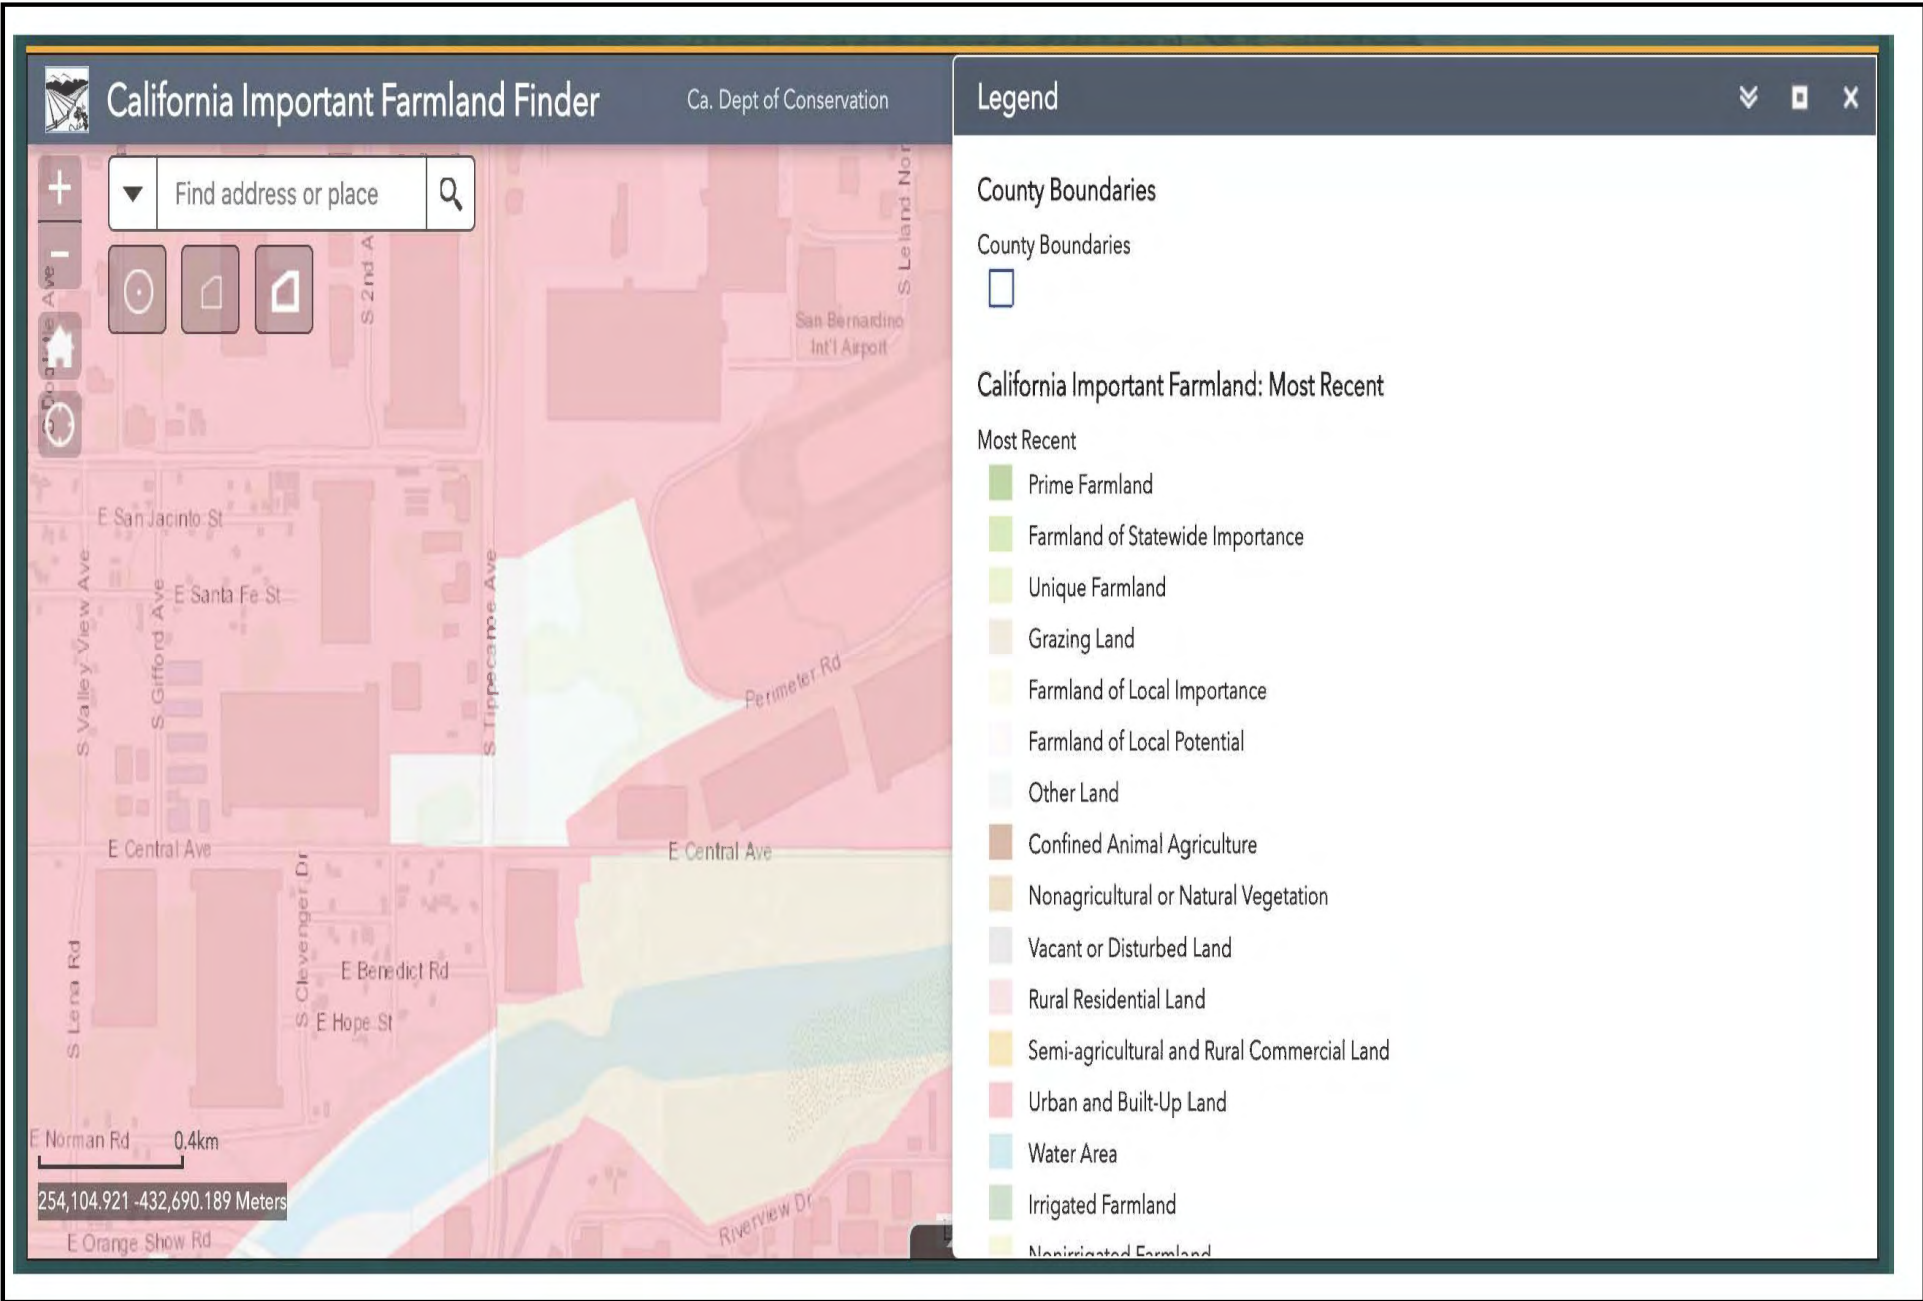 California Important Farmland Finder
Ca. Dept of Conservation
Legend
Find address or place
County Boundaries
County Boundaries
California Important Farmland: Most Recent
Most Recent
Prime Farmland
Farmland of Statewide Importance
Unique Farmland
Grazing Land
Farmland of Local Importance
Farmland of Local Potential
Other Land
Confined Animal Agriculture
Nonagricultural or Natural Vegetation
Vacant or Disturbed Land
Rural Residential Land
Semi-agricultural and Rural Commercial Land
Urban and Built-Up Land
Water Area
Irrigated Farmland
Nonirrigated Farmland
S 2nd A
S Leland Nor
San Bernardino
Int'l Airport
E San Jacinto St
E Santa Fe St
S Valley View Ave
S Gifford Ave
S Tippecanoe Ave
Perimeter Rd
E Central Ave
E Central Ave
S Clevenger Dr
S Lena Rd
E Benedict Rd
E Hope St
E Norman Rd
0.4km
254,104.921 -432,690.189 Meters
E Orange Show Rd
Riverview Dr